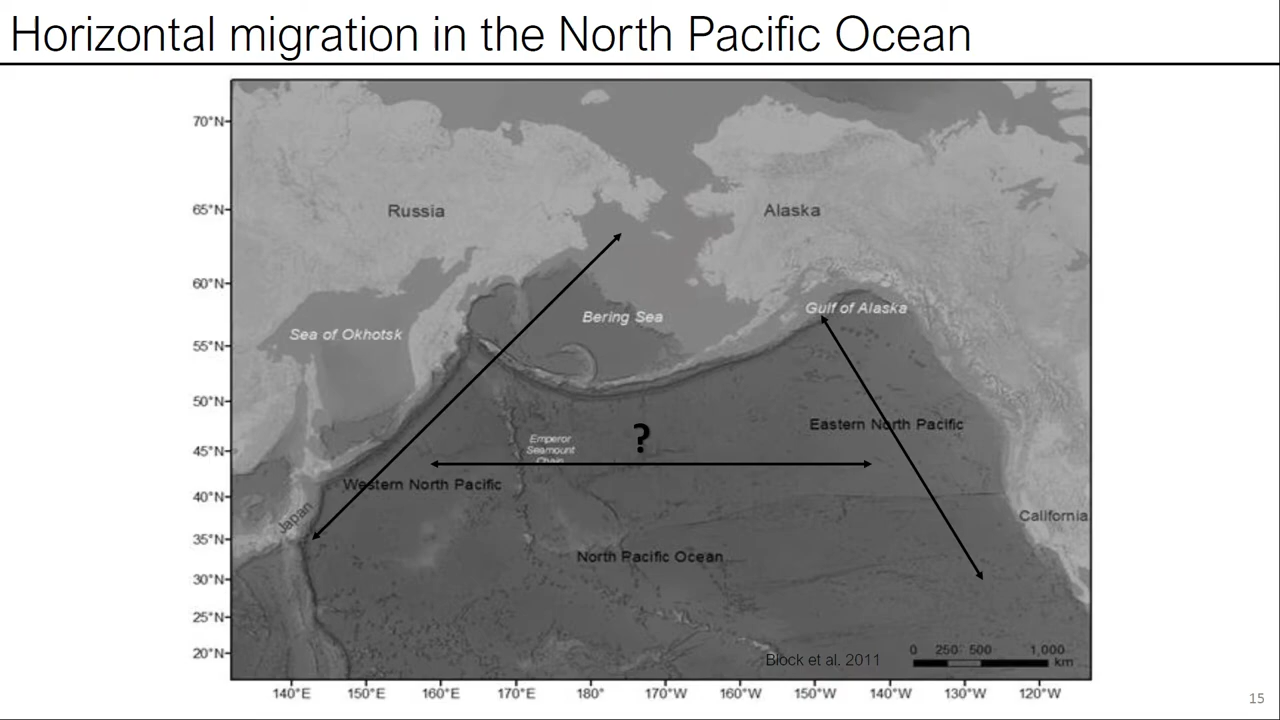 Horizontal migration in the North Pacific Ocean
70°N
65°N
60°N
55°N
50°N
45°N
40°N
35°N
30°N
25°N
20°N
Russia
Alaska
Sea of Okhotsk
Bering Sea
Gulf of Alaska
Eastern North Pacific
?
Emperor
Seamount
Chain
Western North Pacific
Japan
California
North Pacific Ocean
Block et al. 2011
0 250 500 1,000
km
140°E 150°E 160°E 170°E 180° 170°W 160°W 150°W 140°W 130°W 120°W
15